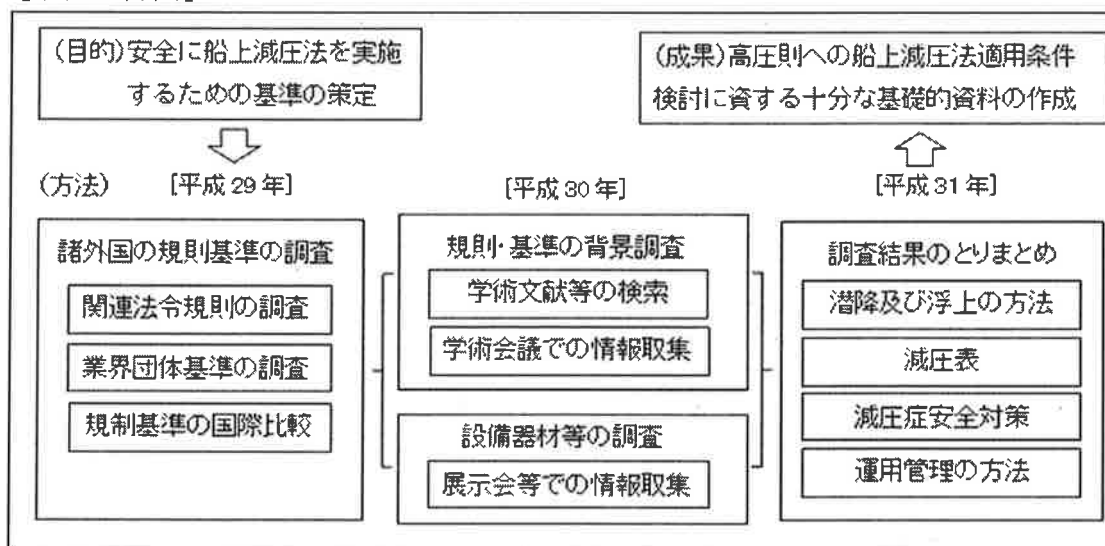 (目的)安全に船上減圧法を実施
するための基準の策定
(成果)高圧則への船上減圧法適用条件
検討に資する十分な基礎的資料の作成
(方法)
[平成29年]
[平成30年]
[平成31年]
諸外国の規則基準の調査
関連法令規則の調査
業界団体基準の調査
規制基準の国際比較
規則・基準の背景調査
学術文献等の検索
学術会議での情報取集
設備器材等の調査
展示会等での情報取集
調査結果のとりまとめ
潜降及び浮上の方法
減圧表
減圧症安全対策
運用管理の方法